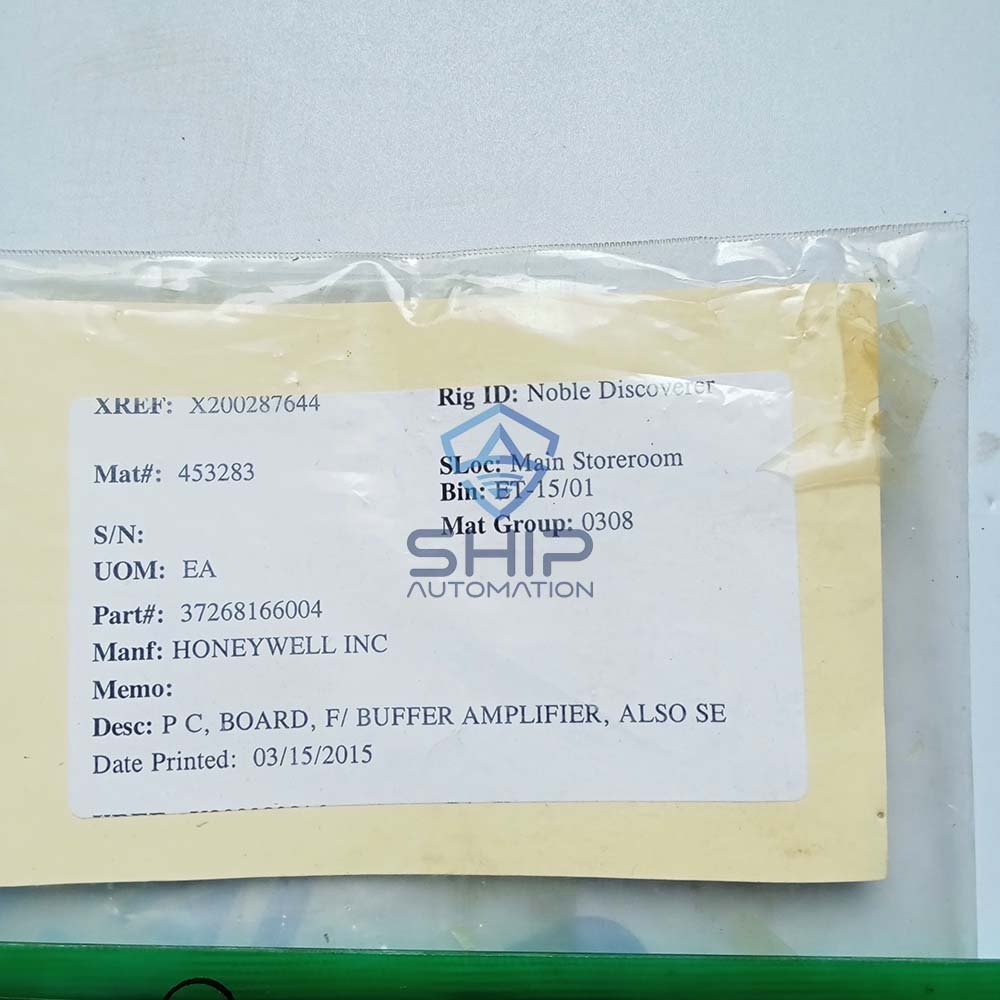 XREF: X200287644
Rig ID: Noble Discoverer
Mat#: 453283
SLoc: Main Storeroom
Bin: ET-15/01
S/N:
Mat Group: 0308
UOM: EA
SHIP
AUTOMATION
Part#: 37268166004
Manf: HONEYWELL INC
Memo:
Desc: P C, BOARD, F/ BUFFER AMPLIFIER, ALSO SE
Date Printed: 03/15/2015